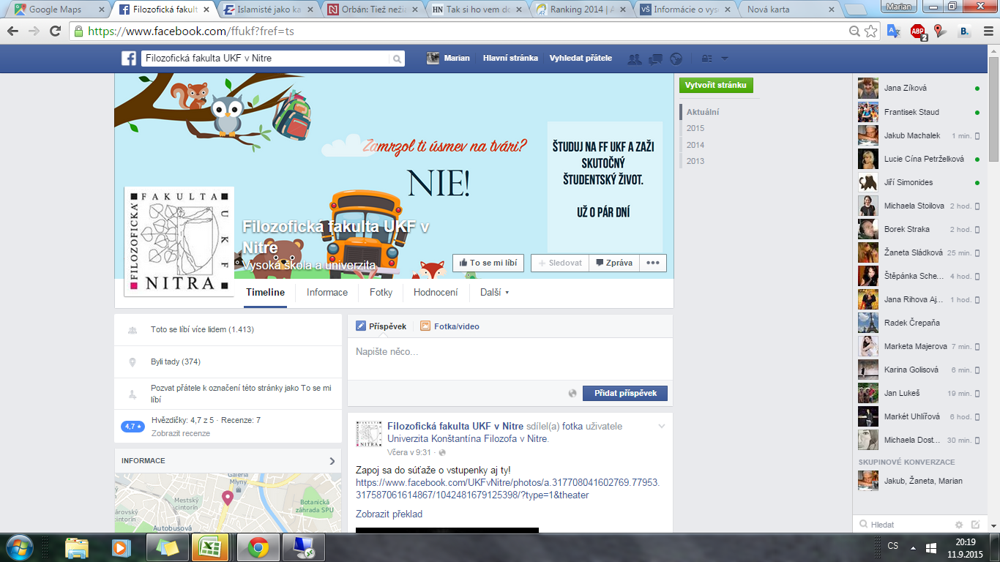 Google Maps
Filozofická fakult
Islamisté jako ka
Orbán: Tiež nežia
Tak si ho vem do
Ranking 2014 | A
Informácie o vyso
Nová karta
Marian
https://www.facebook.com/ffukf?fref=ts
Filozofická fakulta UKF v Nitre
Marian
Hlavní stránka
Vyhledat přátele
Zamrzol ti úsmev na tvári?
NIE!
ŠTUDUJ NA FF UKF A ZAŽI
SKUTOČNÝ
ŠTUDENTSKÝ ŽIVOT.
UŽ O PÁR DNÍ
FILOZOFICKÁ FAKULTA UKF
NITRA
Filozofická fakulta UKF v
Nitre
Vysoká škola a univerzita
To se mi líbí
Sledovat
Zpráva
Timeline
Informace
Fotky
Hodnocení
Další
Vytvořit stránku
Aktuální
2015
2014
2013
Toto se líbí více lidem (1.413)
Byli tady (374)
Pozvat přátele k označení této stránky jako To se mi
líbí
4,7
Hvězdičky: 4,7 z 5 · Recenze: 7
Zobrazit recenze
INFORMACE
Galéria
Mlyny
Mestský
cintorín
Botanická
záhrada SPU
Autobusová
Příspěvek
Fotka/video
Napište něco...
Přidat příspěvek
Filozofická fakulta UKF v Nitre sdílel(a) fotka uživatele
Univerzita Konštantína Filozofa v Nitre.
Včera v 9:31 ·
Zapoj sa do súťaže o vstupenky aj ty!
https://www.facebook.com/UKFvNitre/photos/a.317708041602769.77953.
317587061614867/1042481679125398/?type=1&theater
Zobrazit překlad
Jana Zíková
Frantisek Staud
Jakub Machalek 1 min.
Lucie Cína Petrželková
Jiří Simonides
Michaela Stoilova 2 hod.
Borek Straka 2 hod.
Žaneta Sládková 25 min.
Štěpánka Sche... 4 hod.
Jana Rihova Aj... 1 hod.
Radek Črepaňa
Marketa Majerova 7 min.
Karina Golisová 6 min.
Jan Lukeš 19 min.
Markét Uhlířová 6 hod.
Michaela Dost... 30 min.
SKUPINOVÉ KONVERZACE
Jakub, Žaneta, Marian
Hledat
CS
20:19
11.9.2015